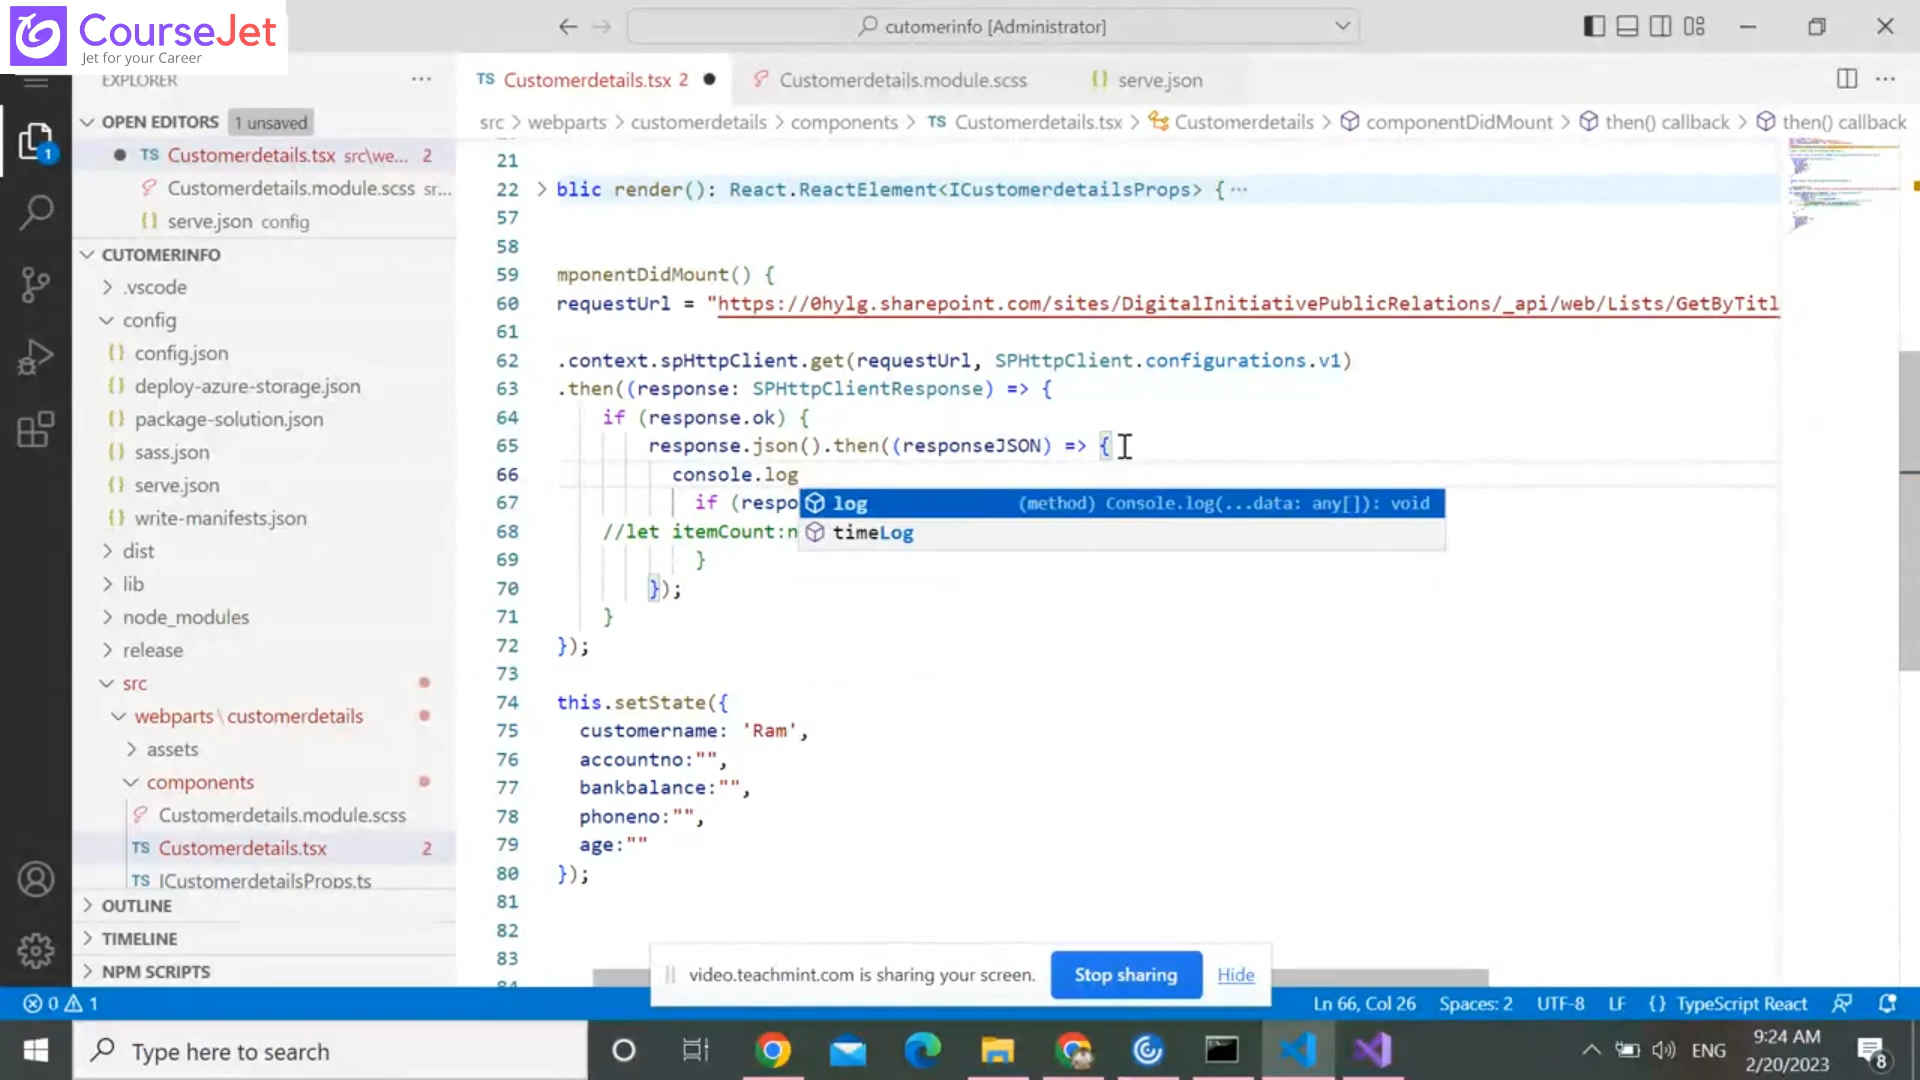 CourseJet
Jet for your Career
cutomerinfo [Administrator]
EXPLORER
OPEN EDITORS 1 unsaved
TS Customerdetails.tsx src\we... 2
Customerdetails.module.scss sr...
{} serve.json config
CUTOMERINFO
.vscode
config
{} config.json
{} deploy-azure-storage.json
{} package-solution.json
{} sass.json
{} serve.json
{} write-manifests.json
dist
lib
node_modules
release
src
webparts\customerdetails
assets
components
Customerdetails.module.scss
TS Customerdetails.tsx 2
TS ICustomerdetailsProps.ts
OUTLINE
TIMELINE
NPM SCRIPTS
TS Customerdetails.tsx 2 Customerdetails.module.scss {} serve.json
src > webparts > customerdetails > components > TS Customerdetails.tsx > Customerdetails > componentDidMount > then() callback > then() callback
21
22 > blic render(): React.ReactElement<ICustomerdetailsProps> {...
57
58
59 mponentDidMount() {
60 requestUrl = "https://0hylg.sharepoint.com/sites/DigitalInitiativePublicRelations/_api/web/Lists/GetByTitl
61
62 .context.spHttpClient.get(requestUrl, SPHttpClient.configurations.v1)
63 .then((response: SPHttpClientResponse) => {
64 if (response.ok) {
65 response.json().then((responseJSON) => {
66 console.log
67 if (respo
log (method) Console.log(...data: any[]): void
68 //let itemCount:n
timeLog
69 }
70 });
71 }
72 });
73
74 this.setState({
75 customername: 'Ram',
76 accountno:"",
77 bankbalance:"",
78 phoneno:"",
79 age:""
80 });
81
82
83
video.teachmint.com is sharing your screen. Stop sharing Hide
0 1 Ln 66, Col 26 Spaces: 2 UTF-8 LF {} TypeScript React
Type here to search
ENG
9:24 AM
2/20/2023
8